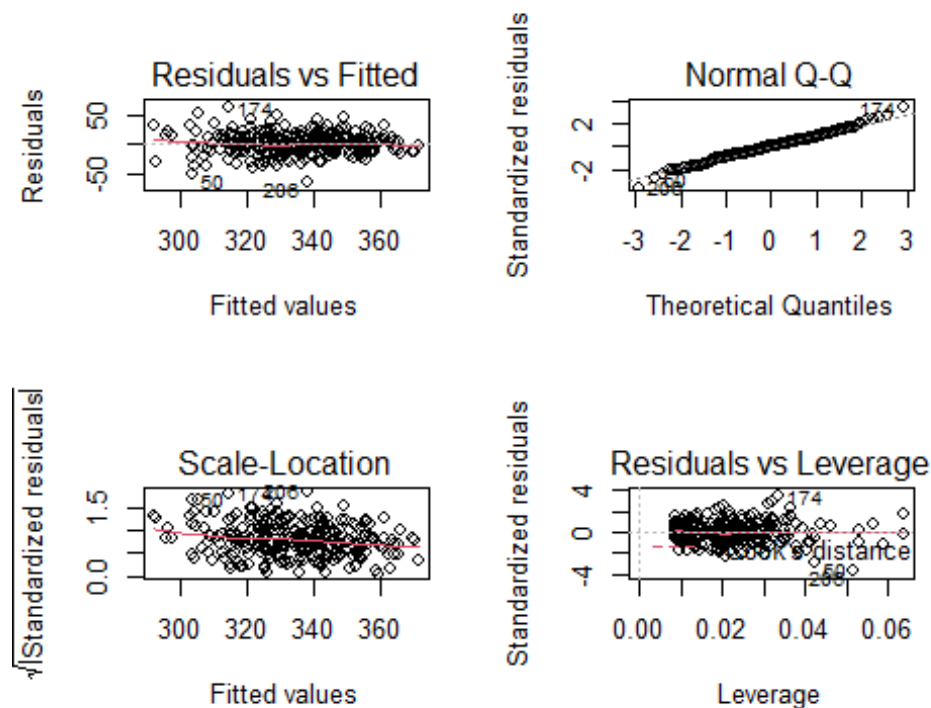 Residuals vs Fitted
Residuals
50
-50
174
50
206
300 320 340 360
Fitted values
Normal Q-Q
Standardized residuals
2
-2
174
50
206
-3 -2 -1 0 1 2 3
Theoretical Quantiles
Scale-Location
√|Standardized residuals|
1.5
0.0
50
174
206
300 320 340 360
Fitted values
Residuals vs Leverage
Standardized residuals
4
0
-4
174
Cook's distance
50
206
0.00 0.02 0.04 0.06
Leverage